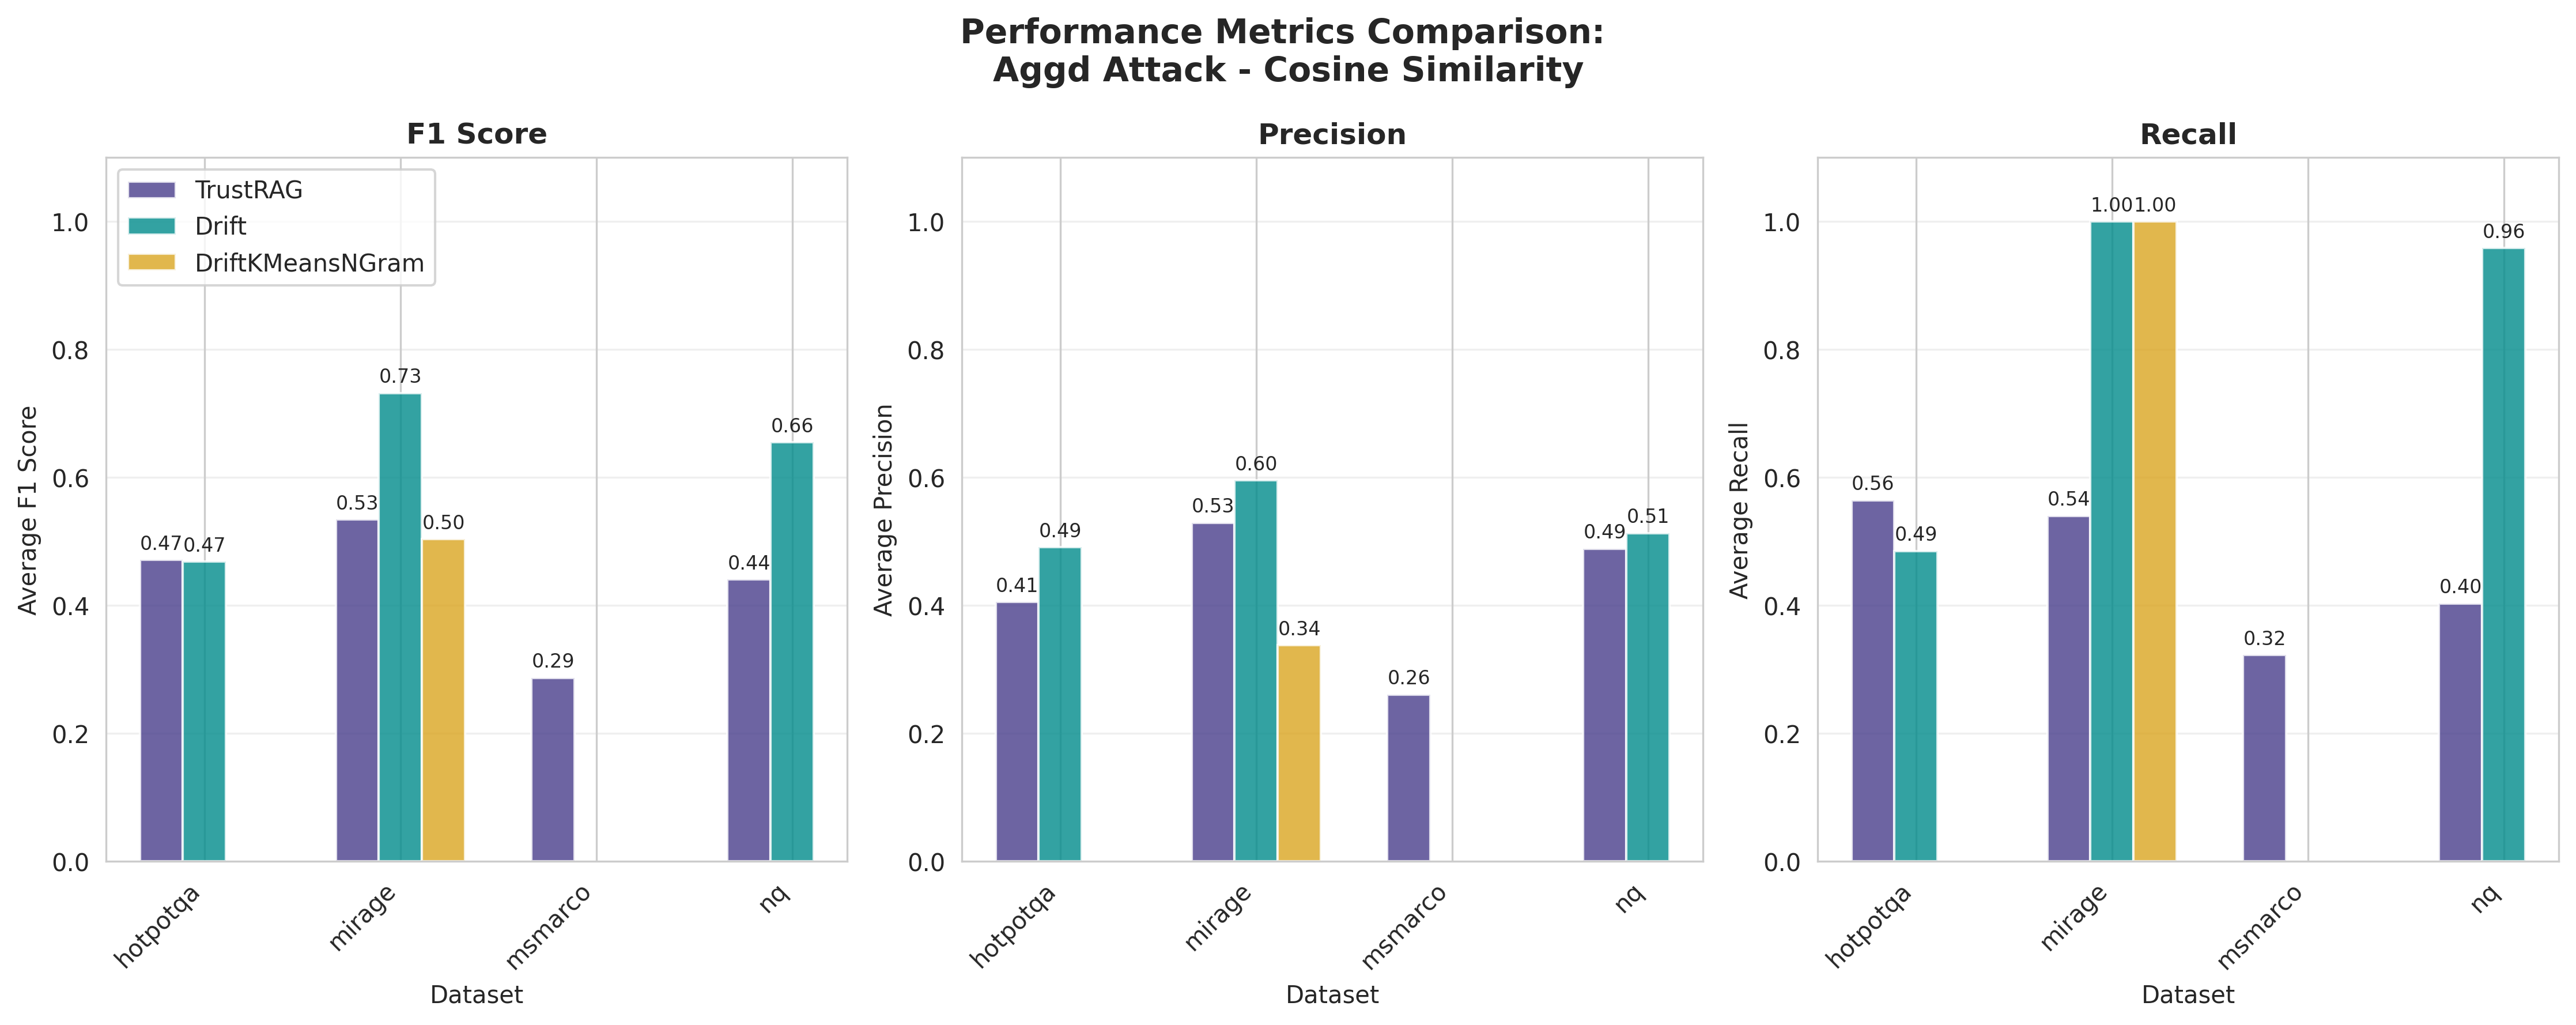 Performance Metrics Comparison:
Aggd Attack - Cosine Similarity
F1 Score
TrustRAG
Drift
DriftKMeansNGram
Average F1 Score
1.0
0.8
0.6
0.4
0.2
0.0
0.47
0.47
0.53
0.73
0.50
0.29
0.44
0.66
hotpotqa
mirage
msmarco
nq
Dataset
Precision
Average Precision
1.0
0.8
0.6
0.4
0.2
0.0
0.41
0.49
0.53
0.60
0.34
0.26
0.49
0.51
hotpotqa
mirage
msmarco
nq
Dataset
Recall
Average Recall
1.0
0.8
0.6
0.4
0.2
0.0
0.56
0.49
0.54
1.00
1.00
0.32
0.40
0.96
hotpotqa
mirage
msmarco
nq
Dataset